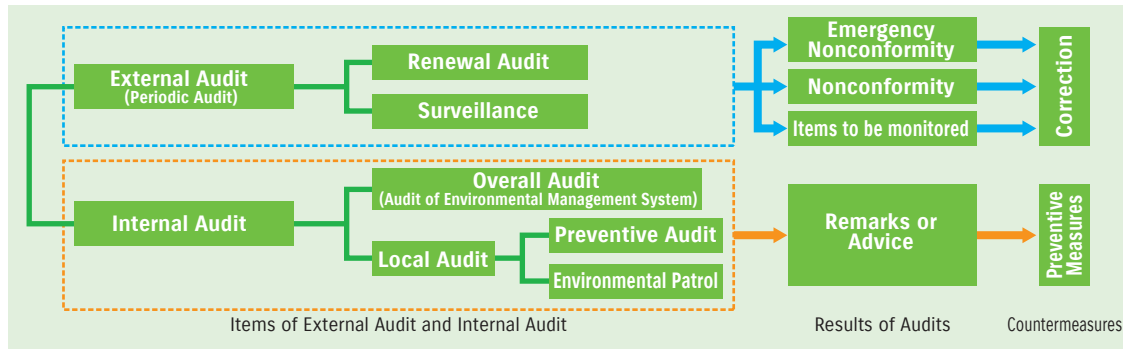 External Audit
(Periodic Audit)
Renewal Audit
Surveillance
Emergency
Nonconformity
Nonconformity
Items to be monitored
Correction
Internal Audit
Overall Audit
(Audit of Environmental Management System)
Local Audit
Preventive Audit
Environmental Patrol
Remarks or
Advice
Preventive
Measures
Items of External Audit and Internal Audit
Results of Audits
Countermeasures